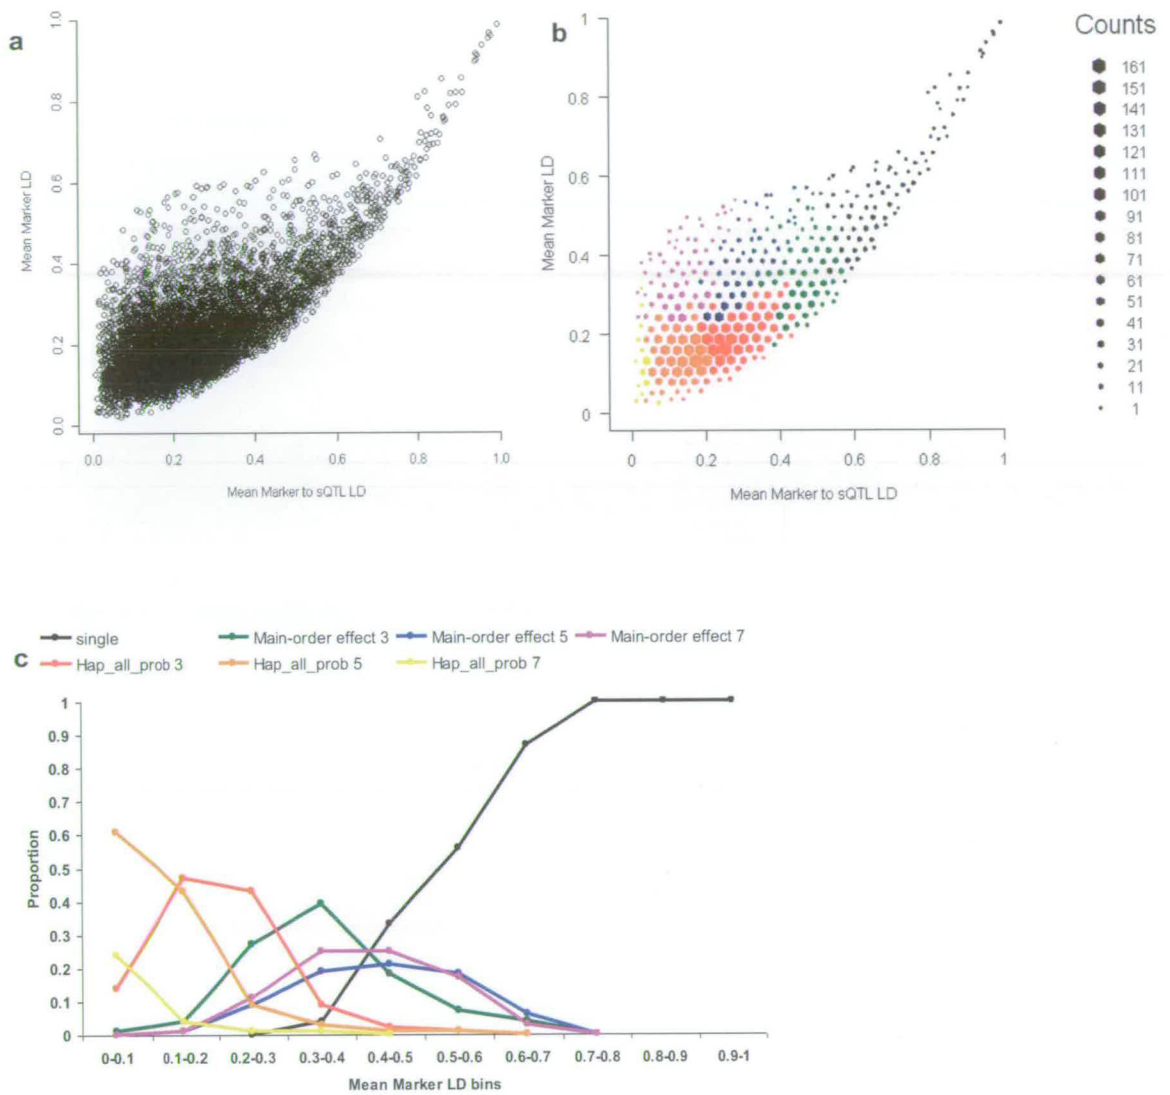 a
1.0
0.8
0.6
0.4
0.2
0.0
Mean Marker LD
0.0 0.2 0.4 0.6 0.8 1.0
Mean Marker to sQTL LD
b
1
0.8
0.6
0.4
0.2
0
Mean Marker LD
0 0.2 0.4 0.6 0.8 1
Mean Marker to sQTL LD
Counts
161
151
141
131
121
111
101
91
81
71
61
51
41
31
21
11
1
c
single Main-order effect 3 Main-order effect 5 Main-order effect 7
Hap_all_prob 3 Hap_all_prob 5 Hap_all_prob 7
1
0.9
0.8
0.7
0.6
0.5
0.4
0.3
0.2
0.1
0
Proportion
0-0.1 0.1-0.2 0.2-0.3 0.3-0.4 0.4-0.5 0.5-0.6 0.6-0.7 0.7-0.8 0.8-0.9 0.9-1
Mean Marker LD bins